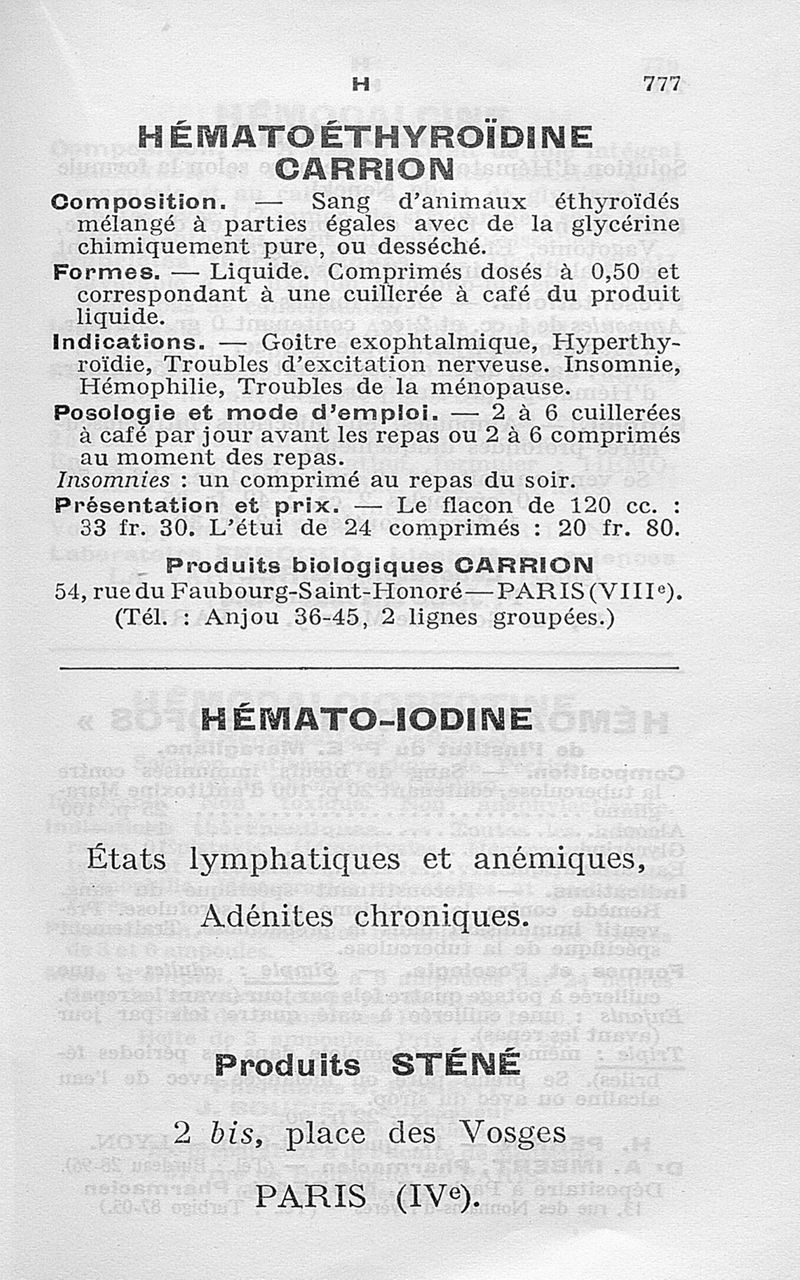 H 777
HÉMATOÉTHYROÏDINE
CARRION
Composition. — Sang d'animaux éthyroïdés
mélangé à parties égales avec de la glycérine
chimiquement pure, ou desséché.
Formes. — Liquide. Comprimés dosés à 0,50 et
correspondant à une cuillerée à café du produit
liquide.
Indications. — Goitre exophtalmique, Hyperthy-
roïdie, Troubles d'excitation nerveuse. Insomnie,
Hémophilie, Troubles de la ménopause.
Posologie et mode d'emploi. — 2 à 6 cuillerées
à café par jour avant les repas ou 2 à 6 comprimés
au moment des repas.
Insomnies : un comprimé au repas du soir.
Présentation et prix. — Le flacon de 120 cc. :
33 fr. 30. L'étui de 24 comprimés : 20 fr. 80.
Produits biologiques CARRION
54, rue du Faubourg-Saint-Honoré — PARIS (VIIIe).
(Tél. : Anjou 36-45, 2 lignes groupées.)
HÉMATO-IODINE
États lymphatiques et anémiques,
Adénites chroniques.
Produits STÉNÉ
2 bis, place des Vosges
PARIS (IVe).